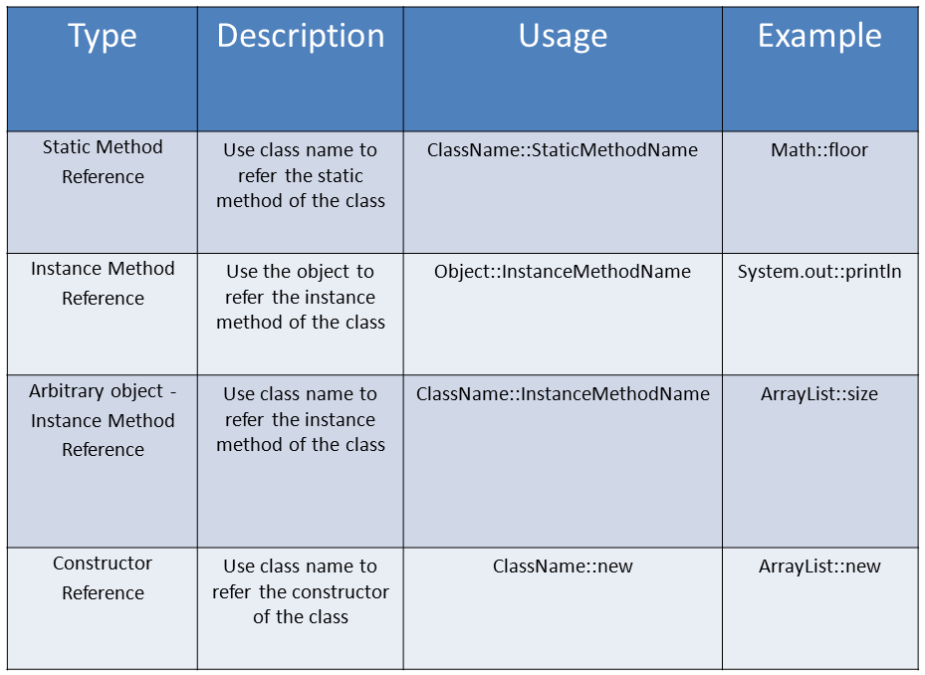 Type Description Usage Example
Static Method
Reference
Use class name to
refer the static
method of the class
ClassName::StaticMethodName
Math::floor
Instance Method
Reference
Use the object to
refer the instance
method of the class
Object::InstanceMethodName
System.out::println
Arbitrary object -
Instance Method
Reference
Use class name to
refer the instance
method of the class
ClassName::InstanceMethodName
ArrayList::size
Constructor
Reference
Use class name to
refer the constructor
of the class
ClassName::new
ArrayList::new